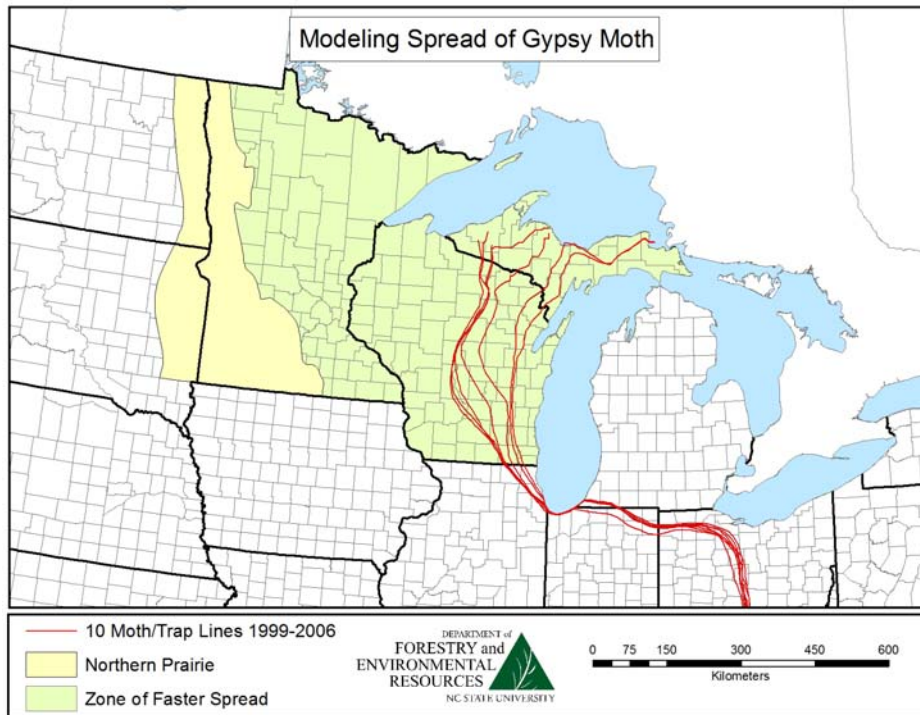 Modeling Spread of Gypsy Moth
10 Moth/Trap Lines 1999-2006
Northern Prairie
Zone of Faster Spread
DEPARTMENT of
FORESTRY and
ENVIRONMENTAL
RESOURCES
NC STATE UNIVERSITY
0 75 150 300 450 600
Kilometers